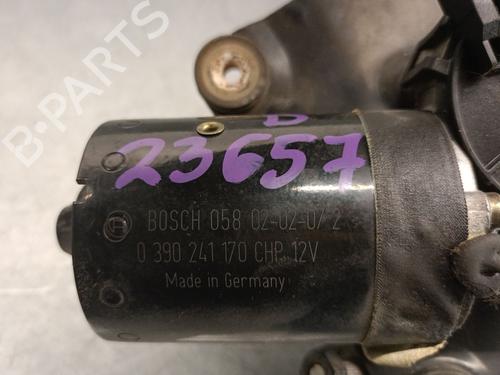 B-PARTS
D
23657
BOSCH 058 02-02-07 2
0 390 241 170 CHP 12V
Made in Germany